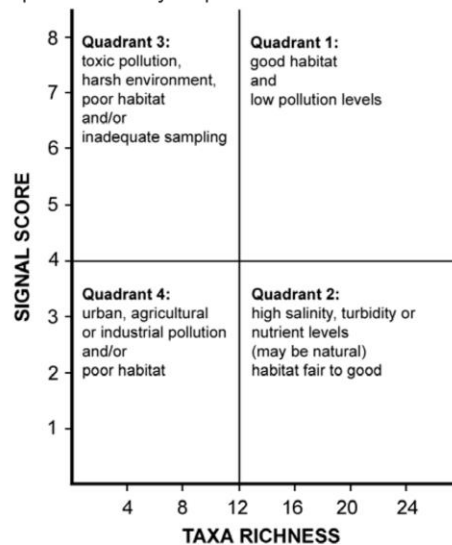 8
7
6
5
4
3
2
1
SIGNAL SCORE
Quadrant 3:
toxic pollution,
harsh environment,
poor habitat
and/or
inadequate sampling
Quadrant 1:
good habitat
and
low pollution levels
Quadrant 4:
urban, agricultural
or industrial pollution
and/or
poor habitat
Quadrant 2:
high salinity, turbidity or
nutrient levels
(may be natural)
habitat fair to good
4 8 12 16 20 24
TAXA RICHNESS